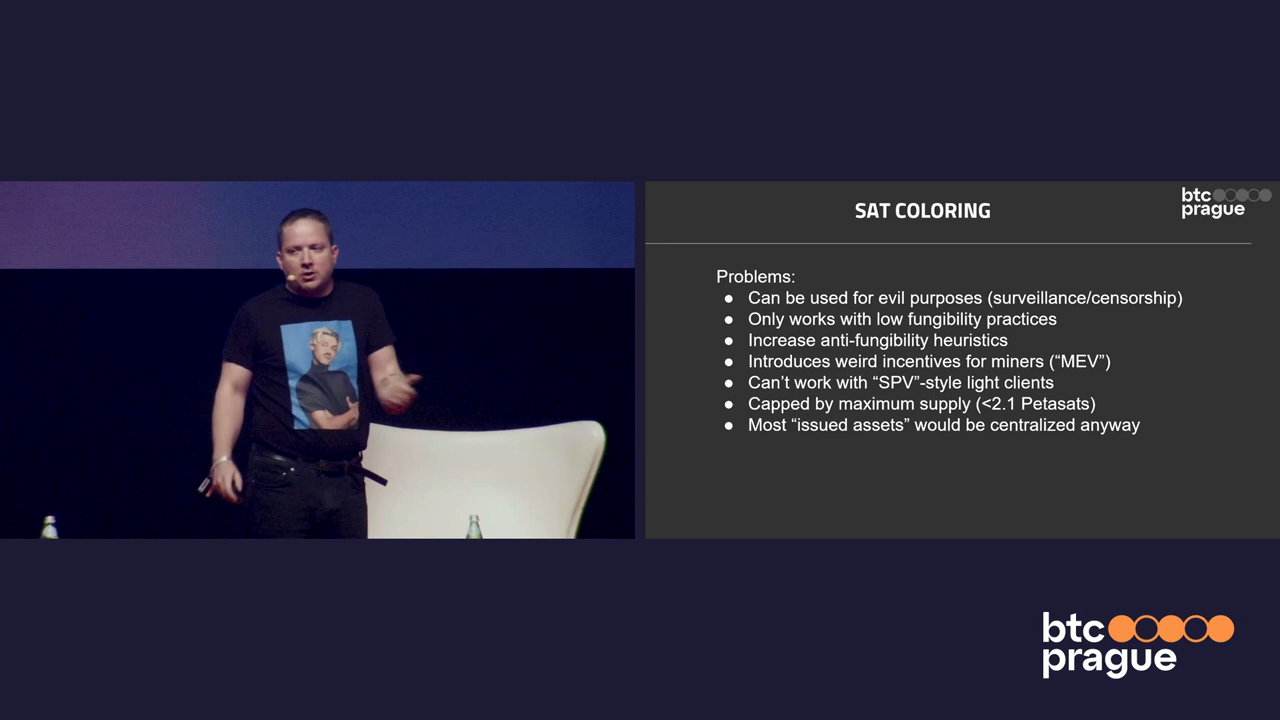 SAT COLORING
btc
prague
Problems:
● Can be used for evil purposes (surveillance/censorship)
● Only works with low fungibility practices
● Increase anti-fungibility heuristics
● Introduces weird incentives for miners (“MEV”)
● Can’t work with “SPV”-style light clients
● Capped by maximum supply (<2.1 Petasats)
● Most “issued assets” would be centralized anyway
btc
prague